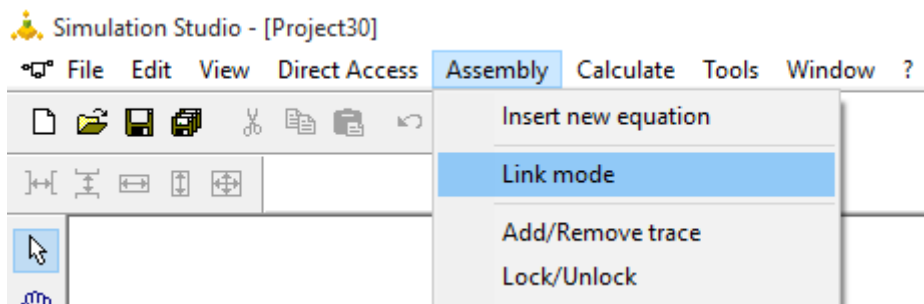 Simulation Studio - [Project30]
File Edit View Direct Access Assembly Calculate Tools Window ?
Insert new equation
Link mode
Add/Remove trace
Lock/Unlock